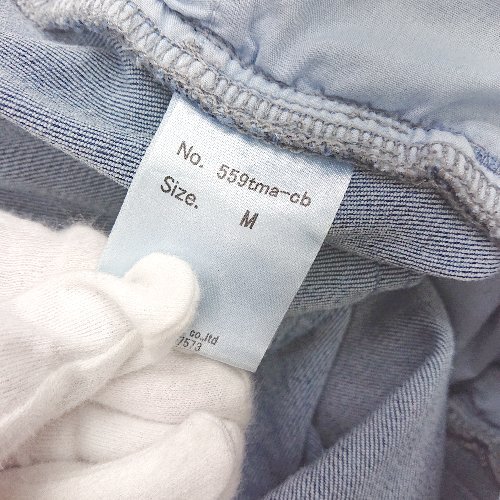 No. 559tma-cb
Size. M
co.,ltd
7573